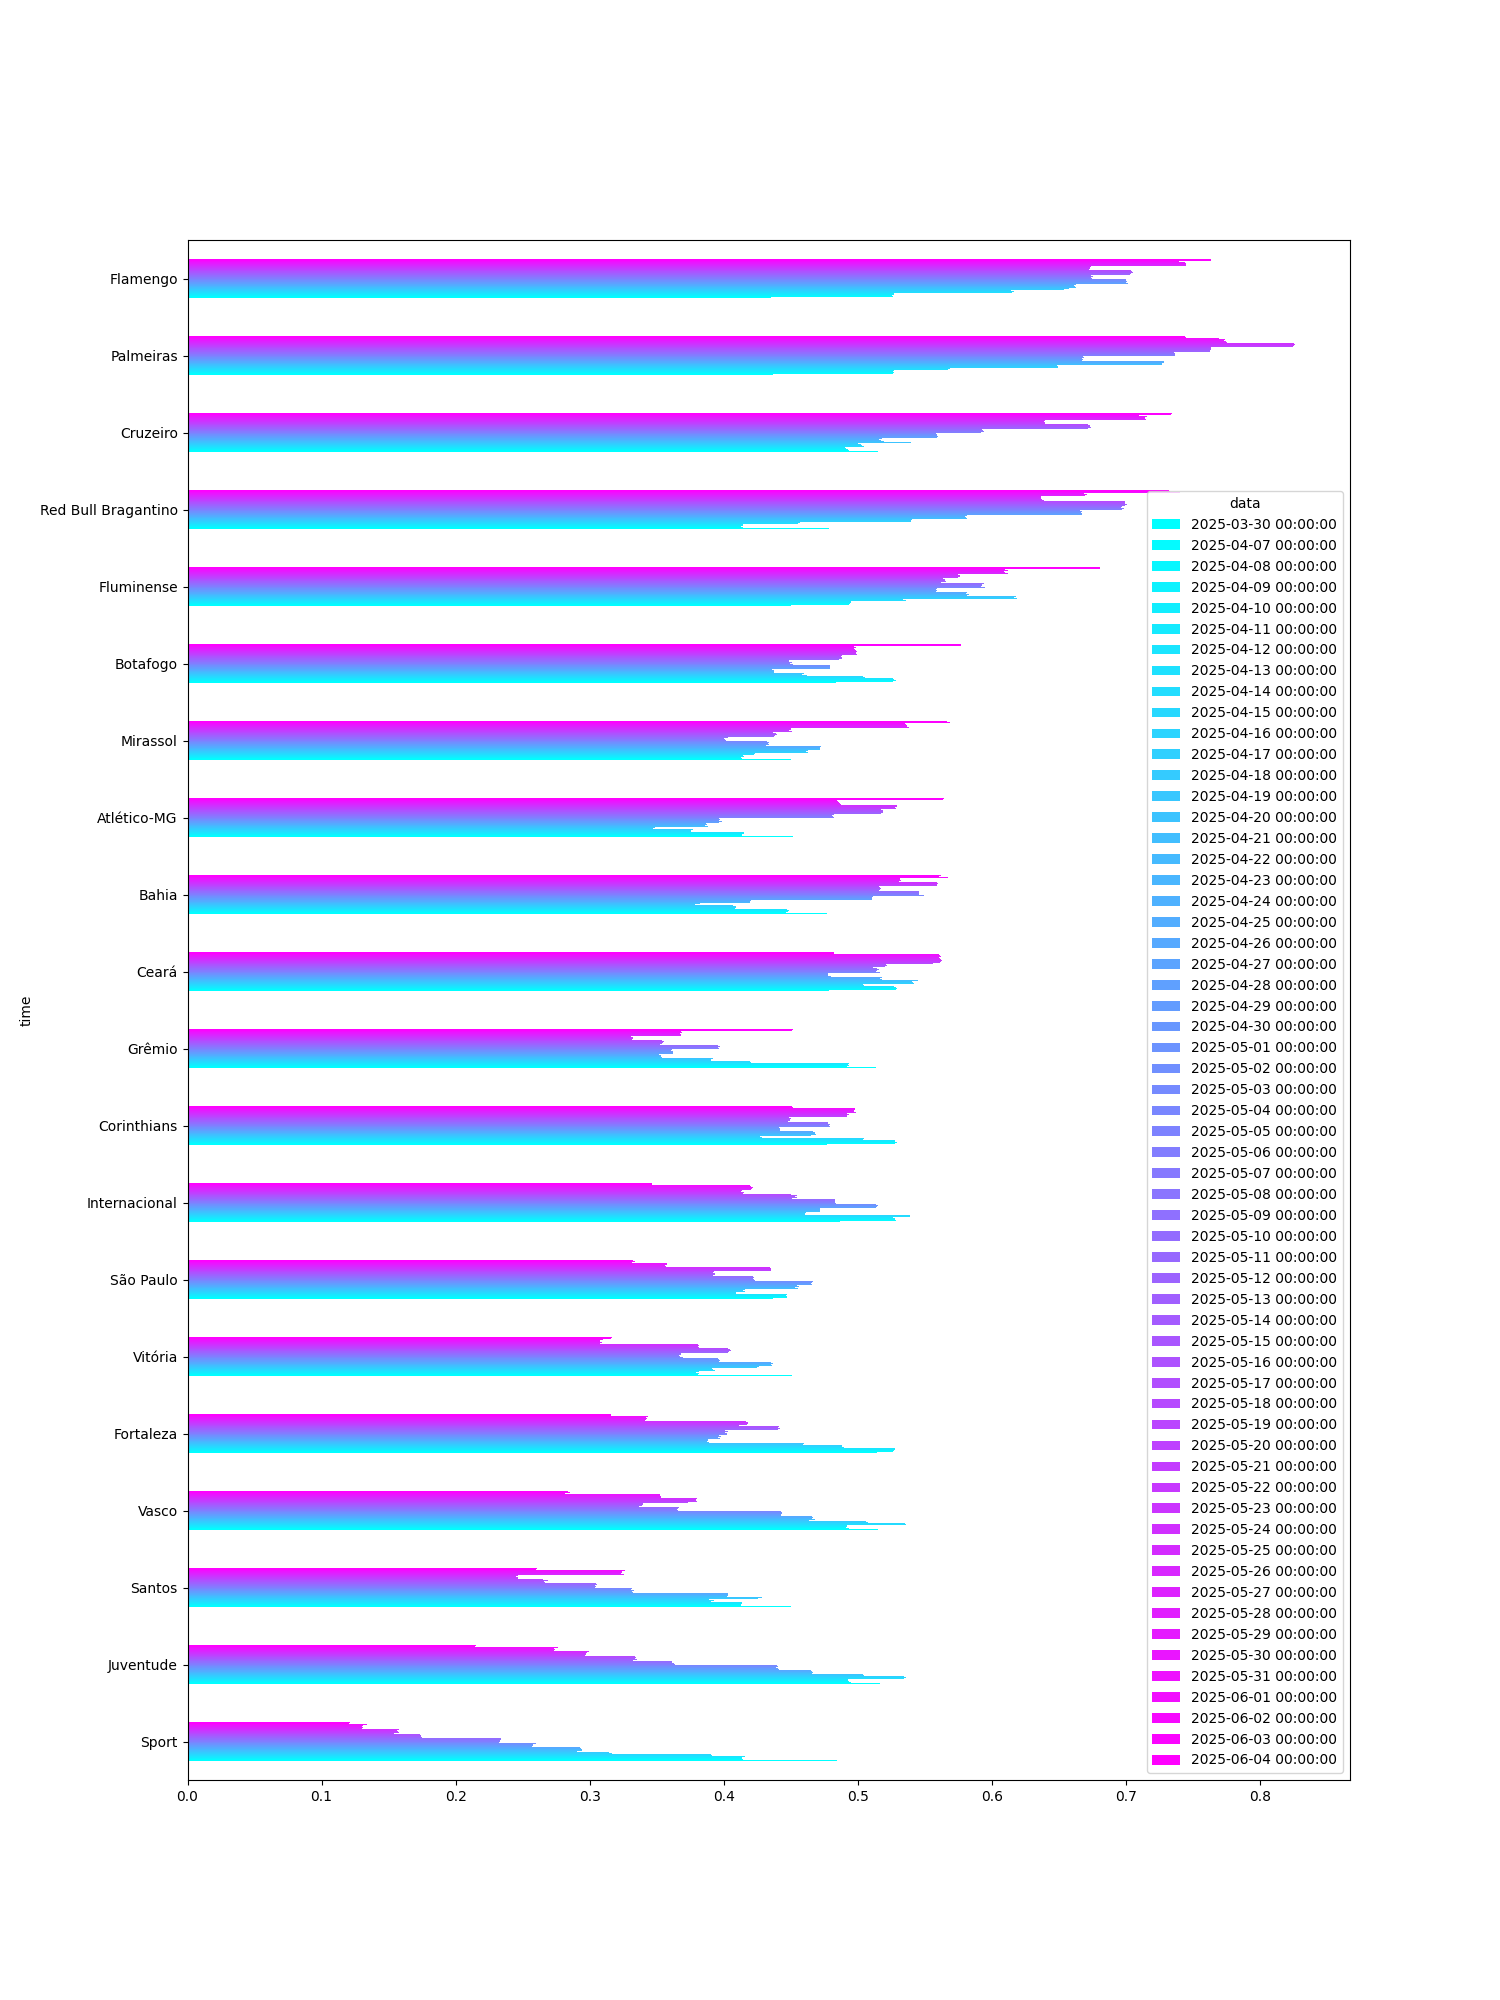 time
Flamengo
Palmeiras
Cruzeiro
Red Bull Bragantino
Fluminense
Botafogo
Mirassol
Atlético-MG
Bahia
Ceará
Grêmio
Corinthians
Internacional
São Paulo
Vitória
Fortaleza
Vasco
Santos
Juventude
Sport
0.0 0.1 0.2 0.3 0.4 0.5 0.6 0.7 0.8
data
2025-03-30 00:00:00
2025-04-07 00:00:00
2025-04-08 00:00:00
2025-04-09 00:00:00
2025-04-10 00:00:00
2025-04-11 00:00:00
2025-04-12 00:00:00
2025-04-13 00:00:00
2025-04-14 00:00:00
2025-04-15 00:00:00
2025-04-16 00:00:00
2025-04-17 00:00:00
2025-04-18 00:00:00
2025-04-19 00:00:00
2025-04-20 00:00:00
2025-04-21 00:00:00
2025-04-22 00:00:00
2025-04-23 00:00:00
2025-04-24 00:00:00
2025-04-25 00:00:00
2025-04-26 00:00:00
2025-04-27 00:00:00
2025-04-28 00:00:00
2025-04-29 00:00:00
2025-04-30 00:00:00
2025-05-01 00:00:00
2025-05-02 00:00:00
2025-05-03 00:00:00
2025-05-04 00:00:00
2025-05-05 00:00:00
2025-05-06 00:00:00
2025-05-07 00:00:00
2025-05-08 00:00:00
2025-05-09 00:00:00
2025-05-10 00:00:00
2025-05-11 00:00:00
2025-05-12 00:00:00
2025-05-13 00:00:00
2025-05-14 00:00:00
2025-05-15 00:00:00
2025-05-16 00:00:00
2025-05-17 00:00:00
2025-05-18 00:00:00
2025-05-19 00:00:00
2025-05-20 00:00:00
2025-05-21 00:00:00
2025-05-22 00:00:00
2025-05-23 00:00:00
2025-05-24 00:00:00
2025-05-25 00:00:00
2025-05-26 00:00:00
2025-05-27 00:00:00
2025-05-28 00:00:00
2025-05-29 00:00:00
2025-05-30 00:00:00
2025-05-31 00:00:00
2025-06-01 00:00:00
2025-06-02 00:00:00
2025-06-03 00:00:00
2025-06-04 00:00:00